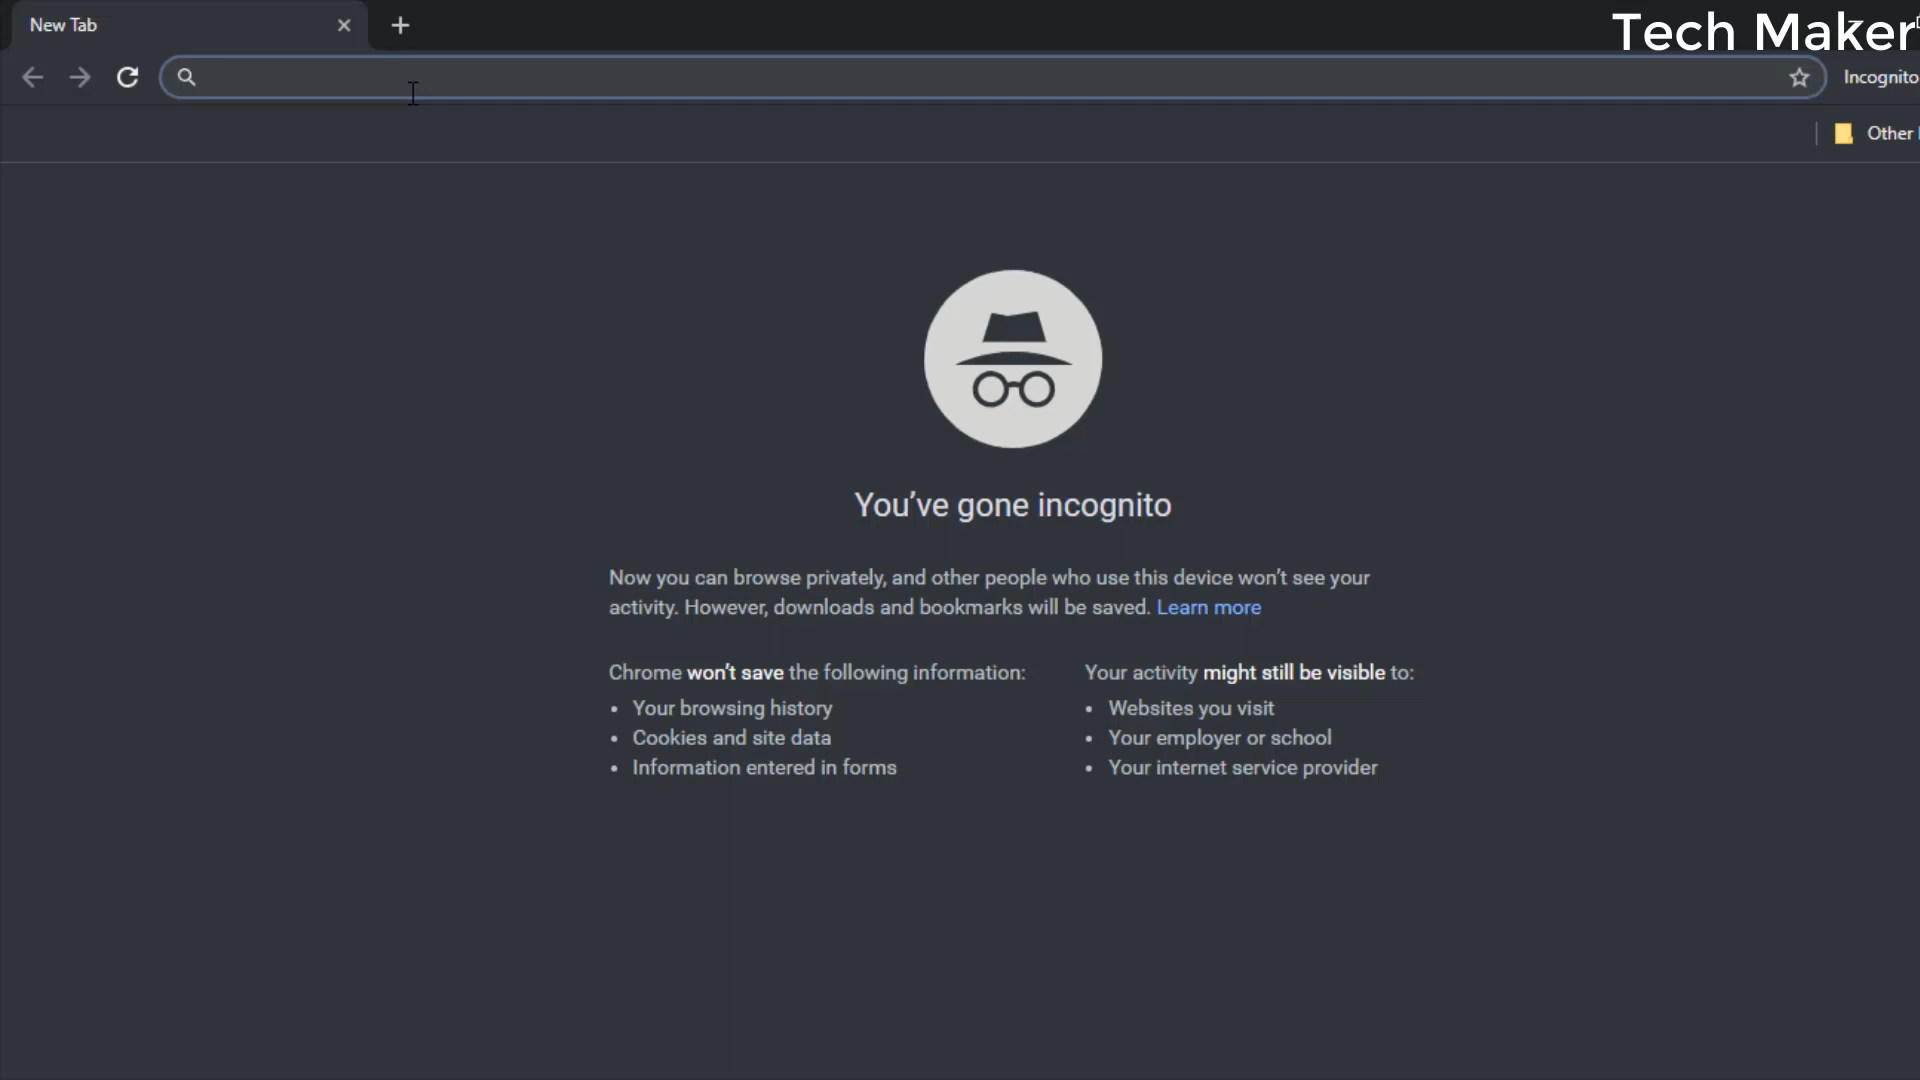 New Tab
Tech Maker
Incognito
Other
You've gone incognito
Now you can browse privately, and other people who use this device won't see your
activity. However, downloads and bookmarks will be saved. Learn more
Chrome won't save the following information:
• Your browsing history
• Cookies and site data
• Information entered in forms
Your activity might still be visible to:
• Websites you visit
• Your employer or school
• Your internet service provider